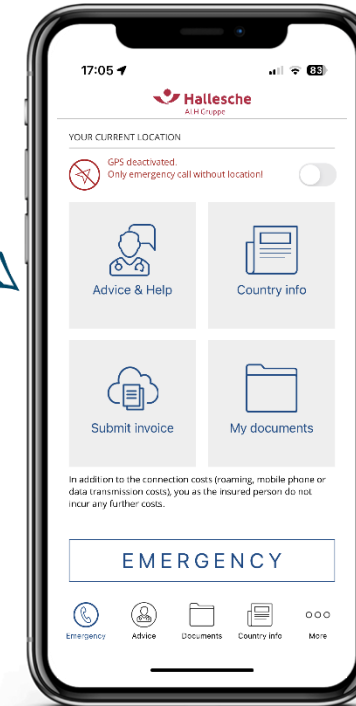 17:05
83
Hallesche
ALH Gruppe
YOUR CURRENT LOCATION
GPS deactivated.
Only emergency call without location!
Advice & Help
Country info
Submit invoice
My documents
In addition to the connection costs (roaming, mobile phone or
data transmission costs), you as the insured person do not
incur any further costs.
EMERGENCY
Emergency
Advice
Documents
Country info
More